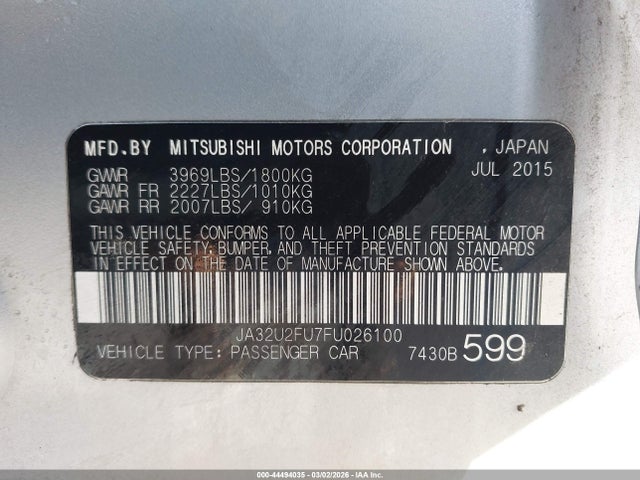 MFD.BY MITSUBISHI MOTORS CORPORATION , JAPAN
GVWR 3969LBS/1800KG JUL 2015
GAWR FR 2227LBS/1010KG
GAWR RR 2007LBS/ 910KG
THIS VEHICLE CONFORMS TO ALL APPLICABLE FEDERAL MOTOR
VEHICLE SAFETY, BUMPER, AND THEFT PREVENTION STANDARDS
IN EFFECT ON THE DATE OF MANUFACTURE SHOWN ABOVE.
JA32U2FU7FU026100
VEHICLE TYPE: PASSENGER CAR 7430B 599
000-44494035 - 03/02/2026 - IAA, Inc.